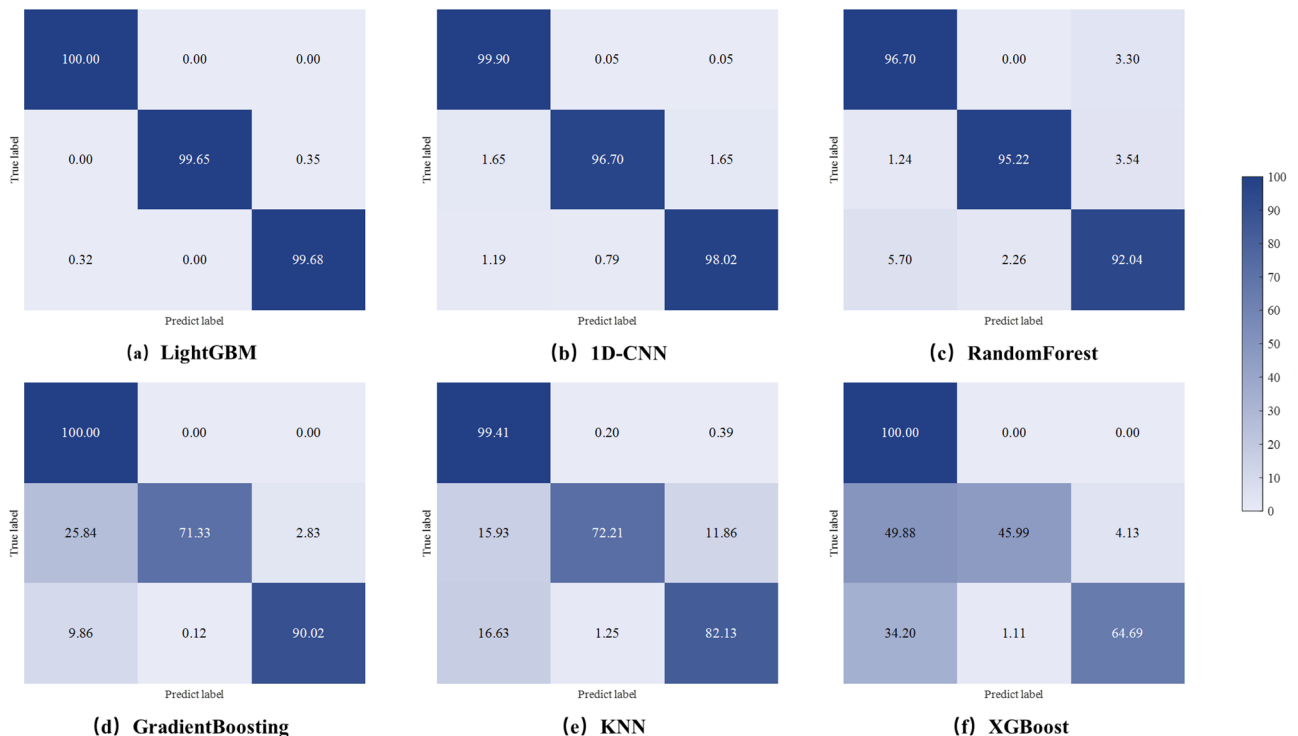 100.00 0.00 0.00
0.00 99.65 0.35
0.32 0.00 99.68
True label
Predict label
(a) LightGBM
99.90 0.05 0.05
1.65 96.70 1.65
1.19 0.79 98.02
True label
Predict label
(b) 1D-CNN
96.70 0.00 3.30
1.24 95.22 3.54
5.70 2.26 92.04
True label
Predict label
(c) RandomForest
100.00 0.00 0.00
25.84 71.33 2.83
9.86 0.12 90.02
True label
Predict label
(d) GradientBoosting
99.41 0.20 0.39
15.93 72.21 11.86
16.63 1.25 82.13
True label
Predict label
(e) KNN
100.00 0.00 0.00
49.88 45.99 4.13
34.20 1.11 64.69
True label
Predict label
(f) XGBoost
100
90
80
70
60
50
40
30
20
10
0